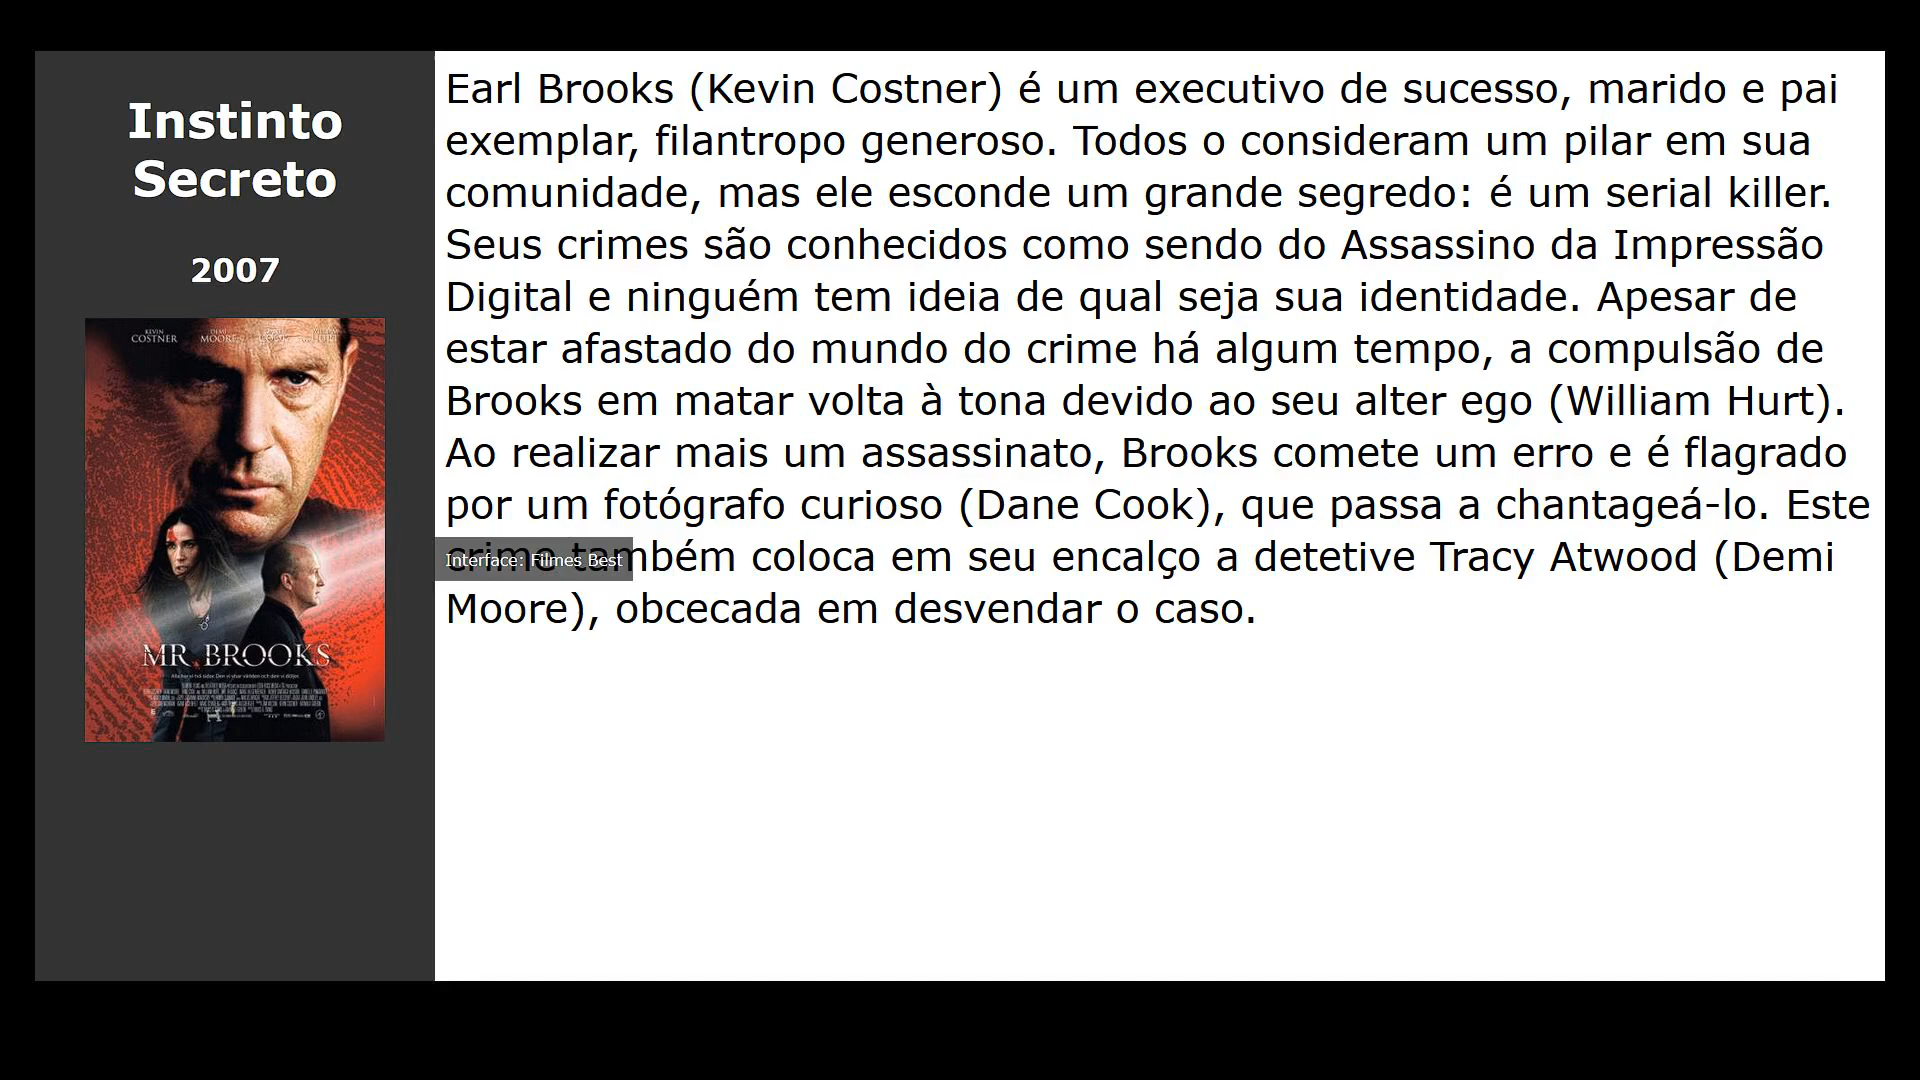 Instinto
Secreto
2007
KEVIN
COSTNER
DEMI
MOORE
MR. BROOKS
Earl Brooks (Kevin Costner) é um executivo de sucesso, marido e pai
exemplar, filantropo generoso. Todos o consideram um pilar em sua
comunidade, mas ele esconde um grande segredo: é um serial killer.
Seus crimes são conhecidos como sendo do Assassino da Impressão
Digital e ninguém tem ideia de qual seja sua identidade. Apesar de
estar afastado do mundo do crime há algum tempo, a compulsão de
Brooks em matar volta à tona devido ao seu alter ego (William Hurt).
Ao realizar mais um assassinato, Brooks comete um erro e é flagrado
por um fotógrafo curioso (Dane Cook), que passa a chantageá-lo. Este
crime também coloca em seu encalço a detetive Tracy Atwood (Demi
Moore), obcecada em desvendar o caso.
Interface: Filmes Best